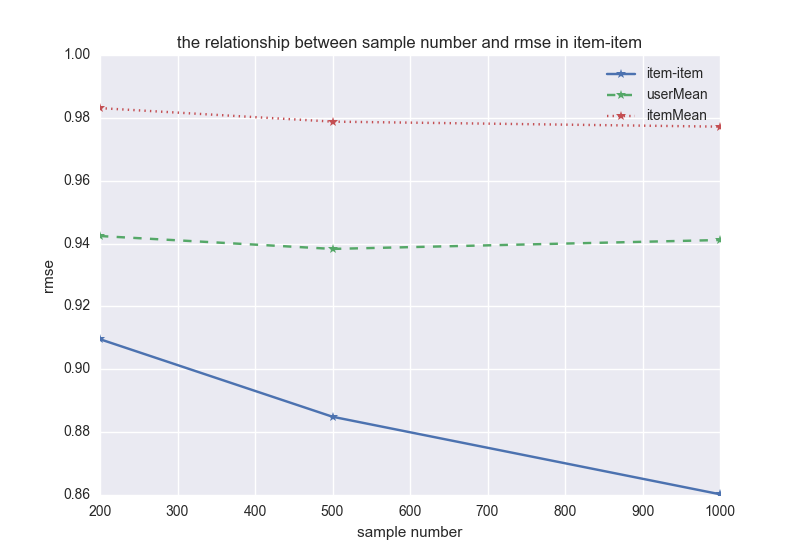 the relationship between sample number and rmse in item-item
1.00
0.98
0.96
0.94
0.92
0.90
0.88
0.86
rmse
item-item
userMean
itemMean
200 300 400 500 600 700 800 900 1000
sample number